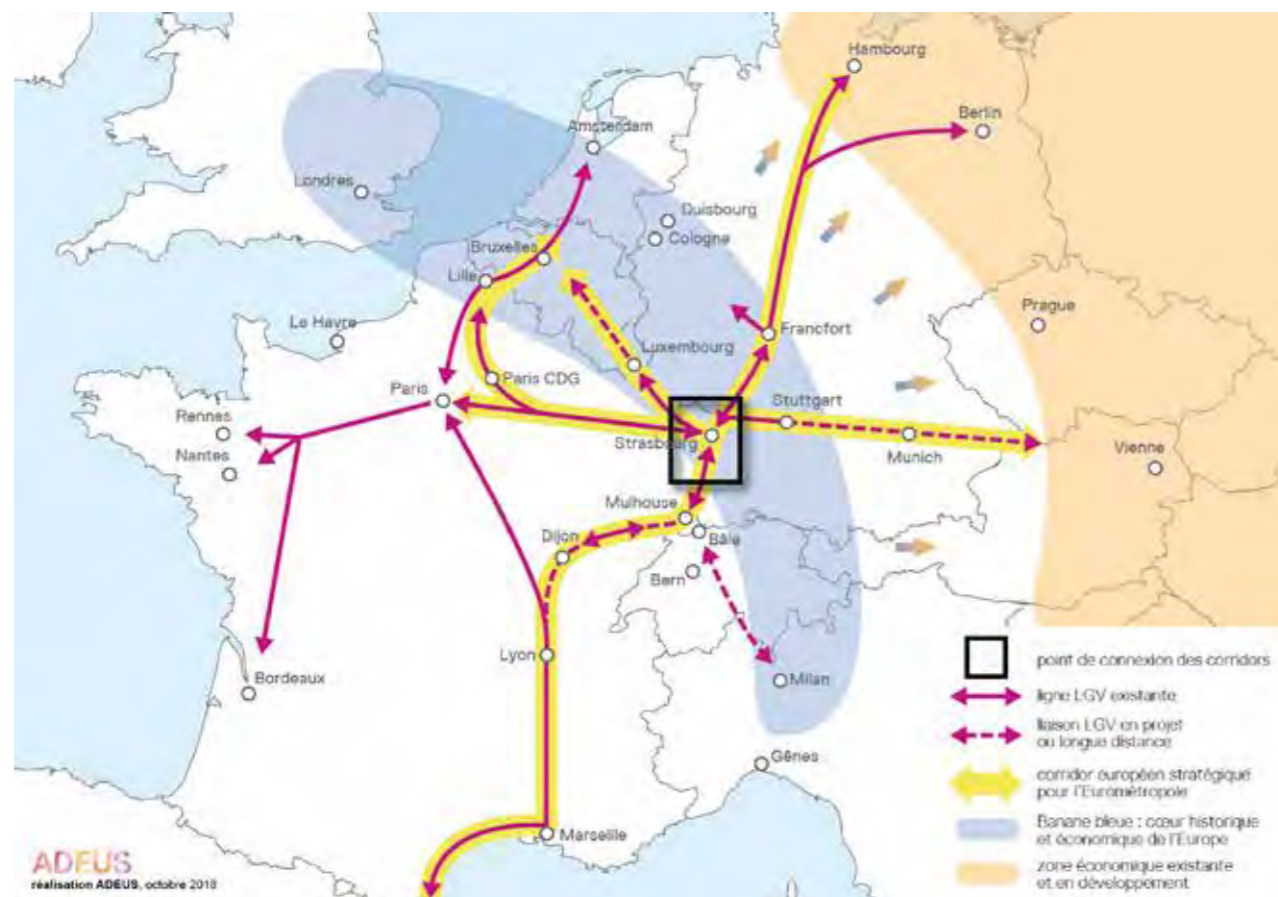 Hambourg
Berlin
Amsterdam
Londres
Duisbourg
Cologne
Bruxelles
Lille
Prague
Le Havre
Francfort
Luxembourg
Paris
Paris CDG
Rennes
Stuttgart
Strasbourg
Nantes
Munich
Vienne
Mulhouse
Dijon
Bâle
Bern
Lyon
Bordeaux
Milan
Gênes
Marseille
point de connexion des corridors
ligne LGV existante
liaison LGV en projet
ou longue distance
corridor européen stratégique
pour l'Eurométropole
Banane bleue : cœur historique
et économique de l'Europe
zone économique existante
et en développement
ADEUS
réalisation ADEUS, octobre 2018